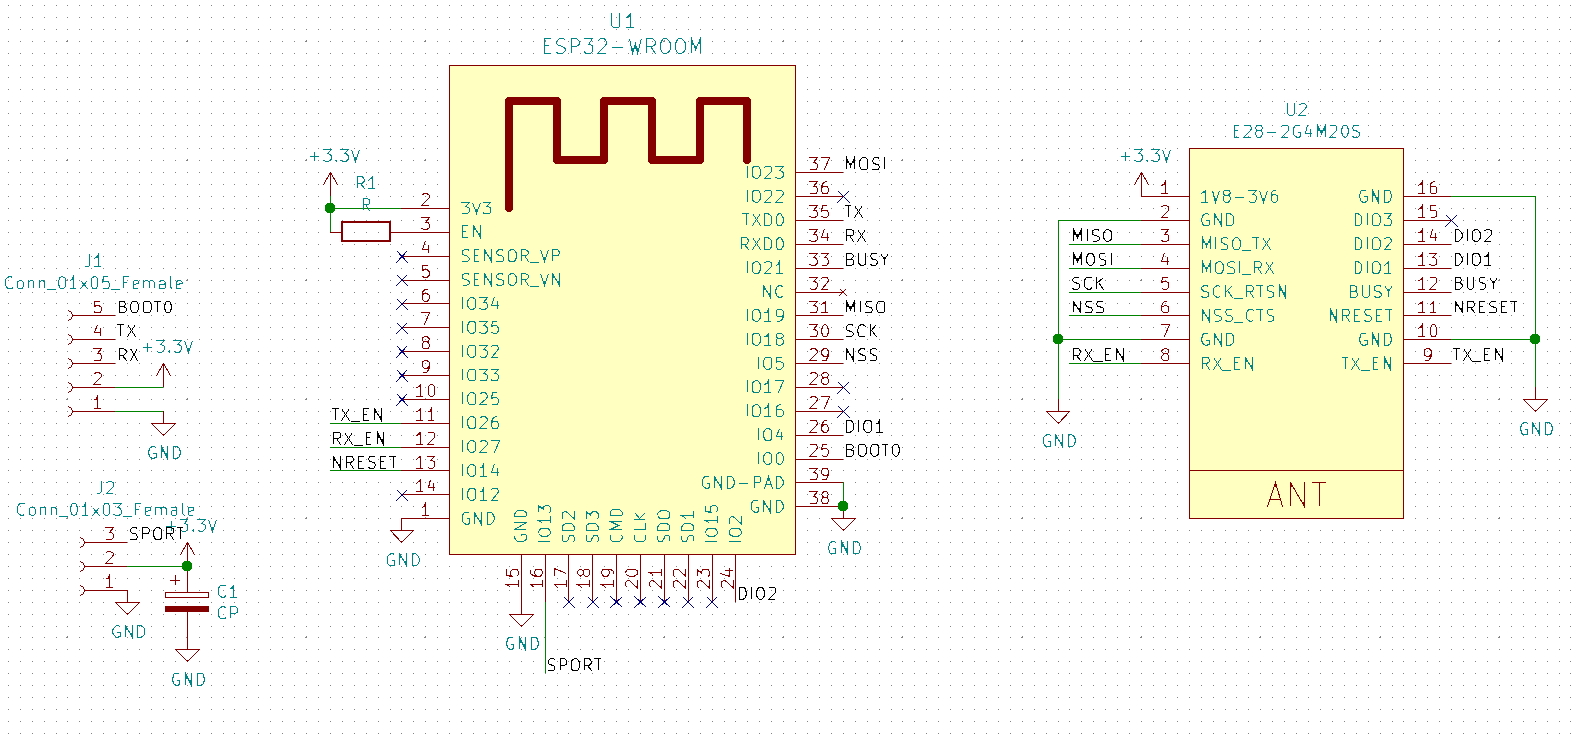 U1
ESP32-WROOM
+3.3V
R1
R
2 3V3
3 EN
4 SENSOR_VP
5 SENSOR_VN
6 IO34
7 IO35
8 IO32
9 IO33
10 IO25
TX_EN 11 IO26
RX_EN 12 IO27
NRESET 13 IO14
14 IO12
1 GND
GND
IO23 37 MOSI
IO22 36
TXD0 35 TX
RXD0 34 RX
IO21 33 BUSY
NC 32
IO19 31 MISO
IO18 30 SCK
IO5 29 NSS
IO17 28
IO16 27
IO4 26 DIO1
IO0 25 BOOT0
GND-PAD 39
GND 38
GND
GND 15
IO13 16
SD2 17
SD3 18
CMD 19
CLK 20
SD0 21
SD1 22
IO15 23
IO2 24
DIO2
GND
SPORT
J1
Conn_01x05_Female
5 BOOT0
4 TX
3 RX
+3.3V
2
1
GND
J2
Conn_01x03_Female
3 SPORT
+3.3V
2
1
GND
+
C1
CP
GND
U2
E28-2G4M20S
+3.3V
1 1V8-3V6
2 GND
MISO 3 MISO_TX
MOSI 4 MOSI_RX
SCK 5 SCK_RTSN
NSS 6 NSS_CTS
7 GND
RX_EN 8 RX_EN
GND
GND 16
DIO3 15
DIO2 14 DIO2
DIO1 13 DIO1
BUSY 12 BUSY
NRESET 11 NRESET
GND 10
TX_EN 9 TX_EN
GND
ANT